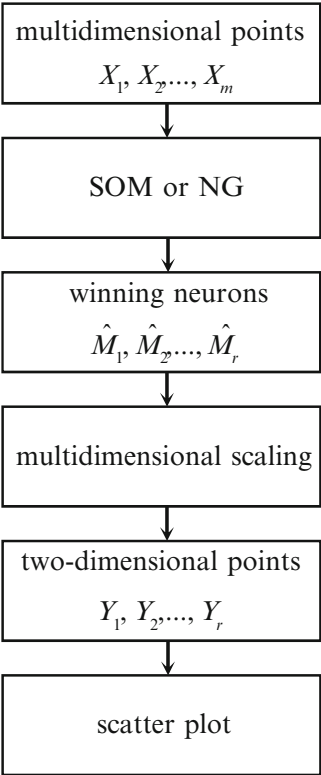 multidimensional points
X₁, X₂,..., Xₘ
SOM or NG
winning neurons
M̂₁, M̂₂,..., M̂ᵣ
multidimensional scaling
two-dimensional points
Y₁, Y₂,..., Yᵣ
scatter plot